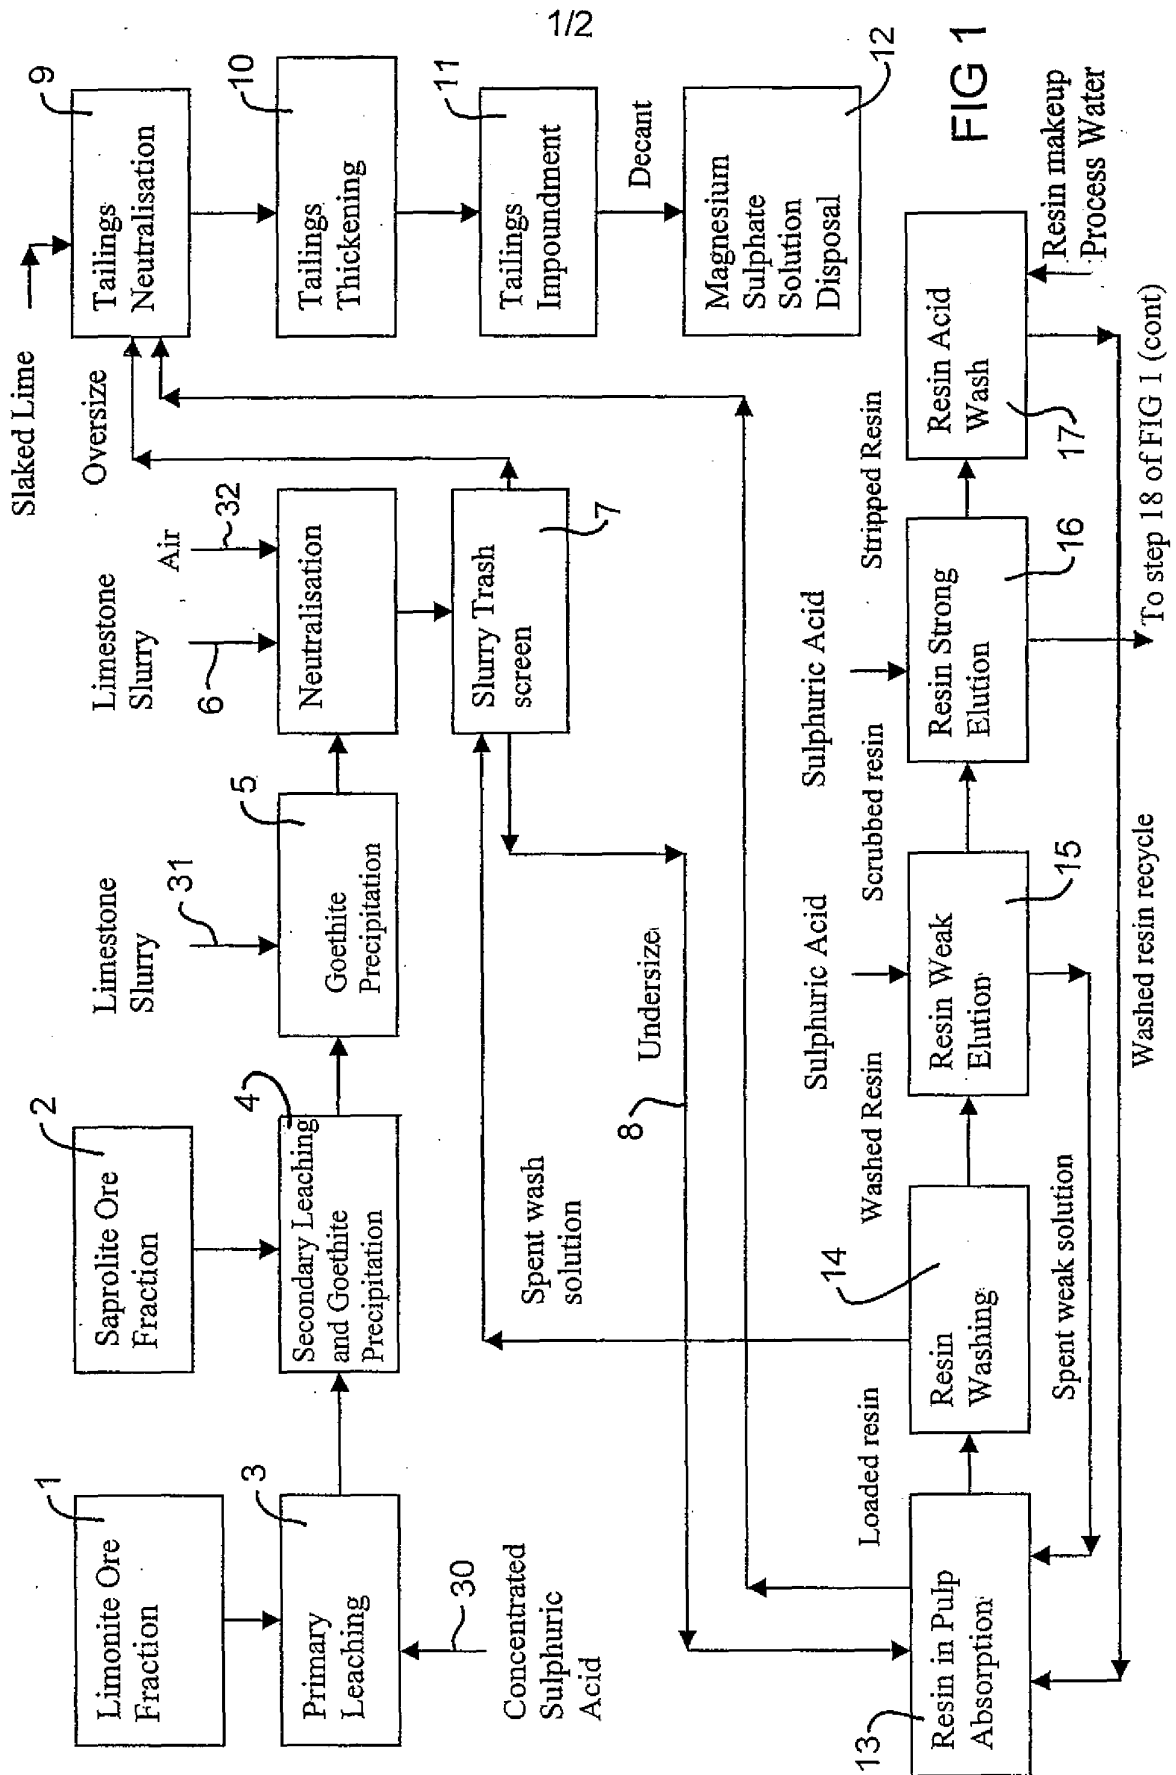 1/2
Limonite Ore
Fraction
1
Saprolite Ore
Fraction
2
Primary
Leaching
3
Concentrated
Sulphuric
Acid
30
Secondary Leaching
and Goethite
Precipitation
4
Limestone
Slurry
31
Goethite
Precipitation
5
Limestone
Slurry
6
Air
32
Neutralisation
Slurry Trash
screen
7
Slaked Lime
Oversize
Tailings
Neutralisation
9
Tailings
Thickening
10
Tailings
Impoundment
11
Decant
Magnesium
Sulphate
Solution
Disposal
12
Undersize
8
Spent wash
solution
Resin in Pulp
Absorption
13
Loaded resin
Resin
Washing
14
Washed Resin
Sulphuric Acid
Resin Weak
Elution
15
Spent weak solution
Scrubbed resin
Sulphuric Acid
Resin Strong
Elution
16
Stripped Resin
Resin Acid
Wash
17
Resin makeup
Process Water
Washed resin recycle
To step 18 of FIG 1 (cont)
FIG 1